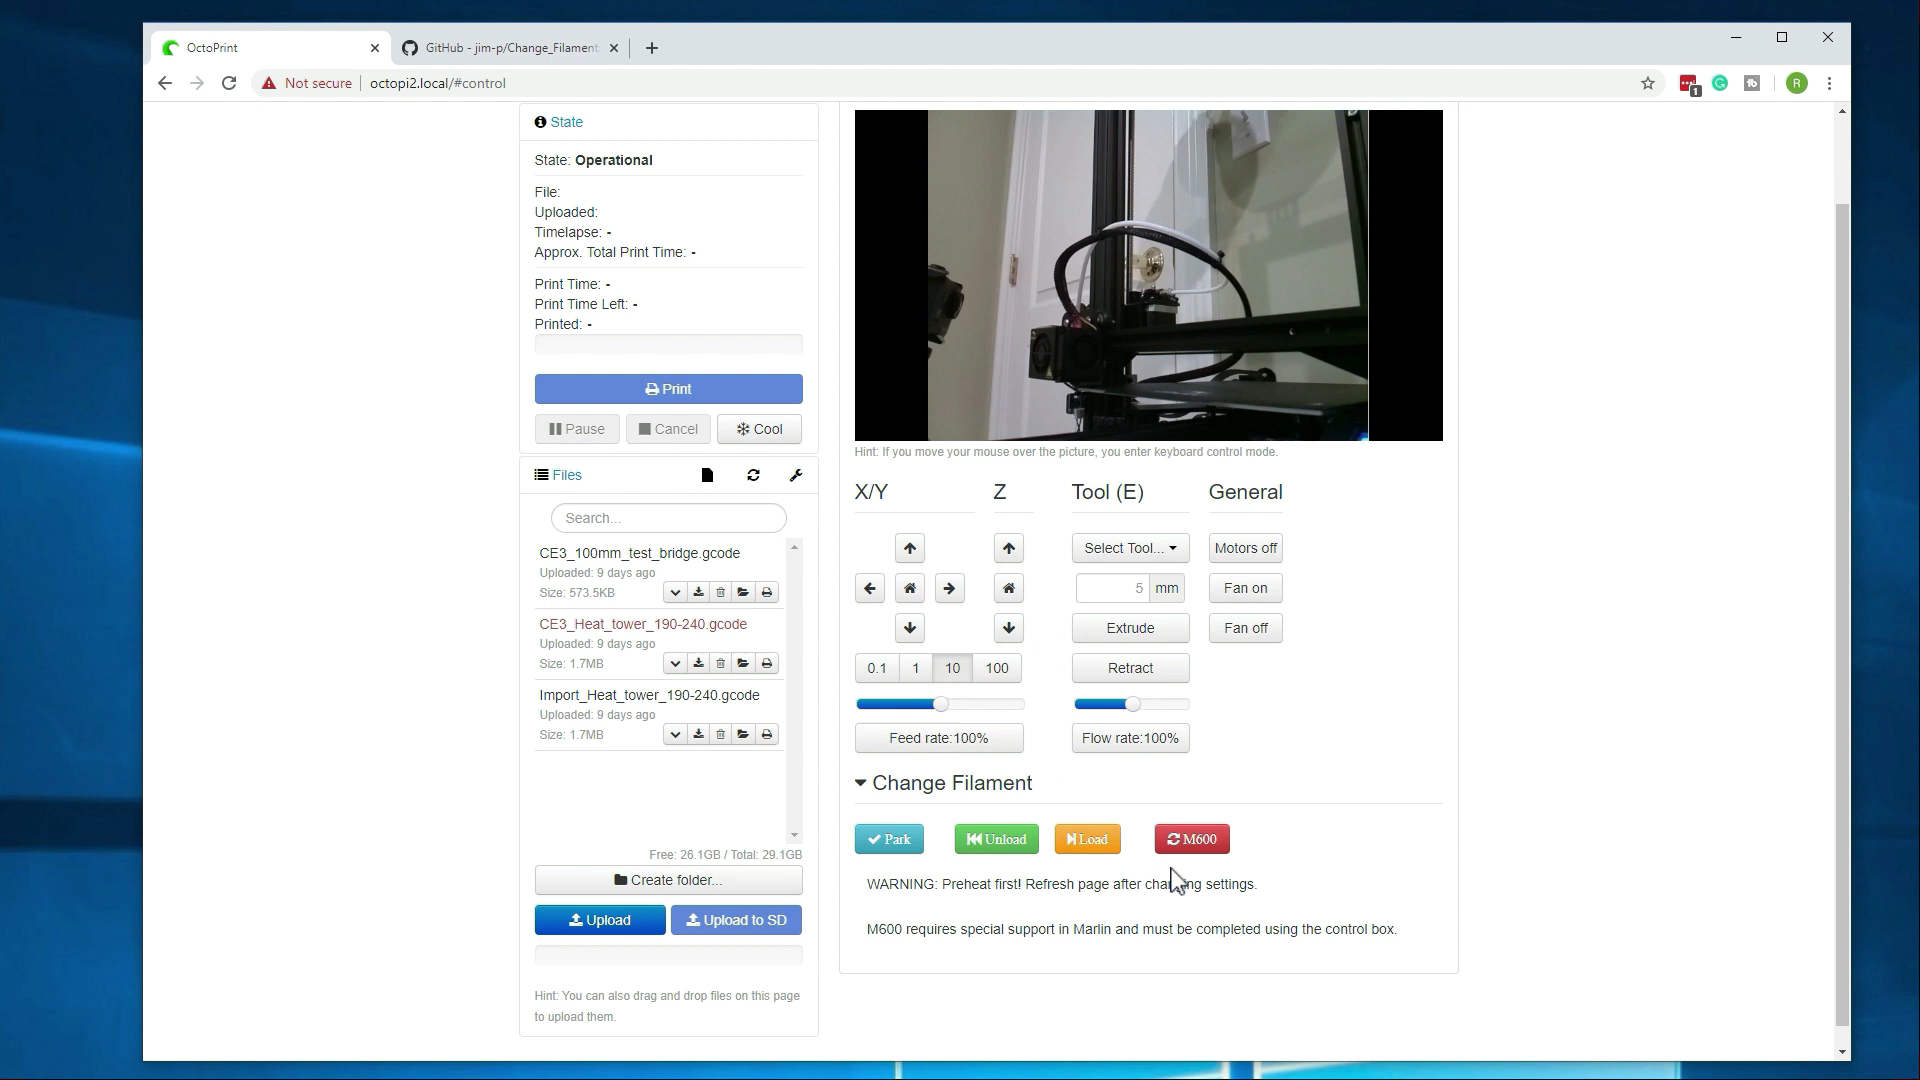 OctoPrint
GitHub - jim-p/Change_Filament
Not secure
octopi2.local/#control
1
R
State
State: Operational
File:
Uploaded:
Timelapse: -
Approx. Total Print Time: -
Print Time: -
Print Time Left: -
Printed: -
Print
Pause
Cancel
Cool
Files
Search...
CE3_100mm_test_bridge.gcode
Uploaded: 9 days ago
Size: 573.5KB
CE3_Heat_tower_190-240.gcode
Uploaded: 9 days ago
Size: 1.7MB
Import_Heat_tower_190-240.gcode
Uploaded: 9 days ago
Size: 1.7MB
Free: 26.1GB / Total: 29.1GB
Create folder...
Upload
Upload to SD
Hint: You can also drag and drop files on this page
to upload them.
Hint: If you move your mouse over the picture, you enter keyboard control mode.
X/Y
Z
Tool (E)
General
Select Tool...
Motors off
5
mm
Fan on
Extrude
Fan off
0.1
1
10
100
Retract
Feed rate:100%
Flow rate:100%
Change Filament
Park
Unload
Load
M600
WARNING: Preheat first! Refresh page after changing settings.
M600 requires special support in Marlin and must be completed using the control box.